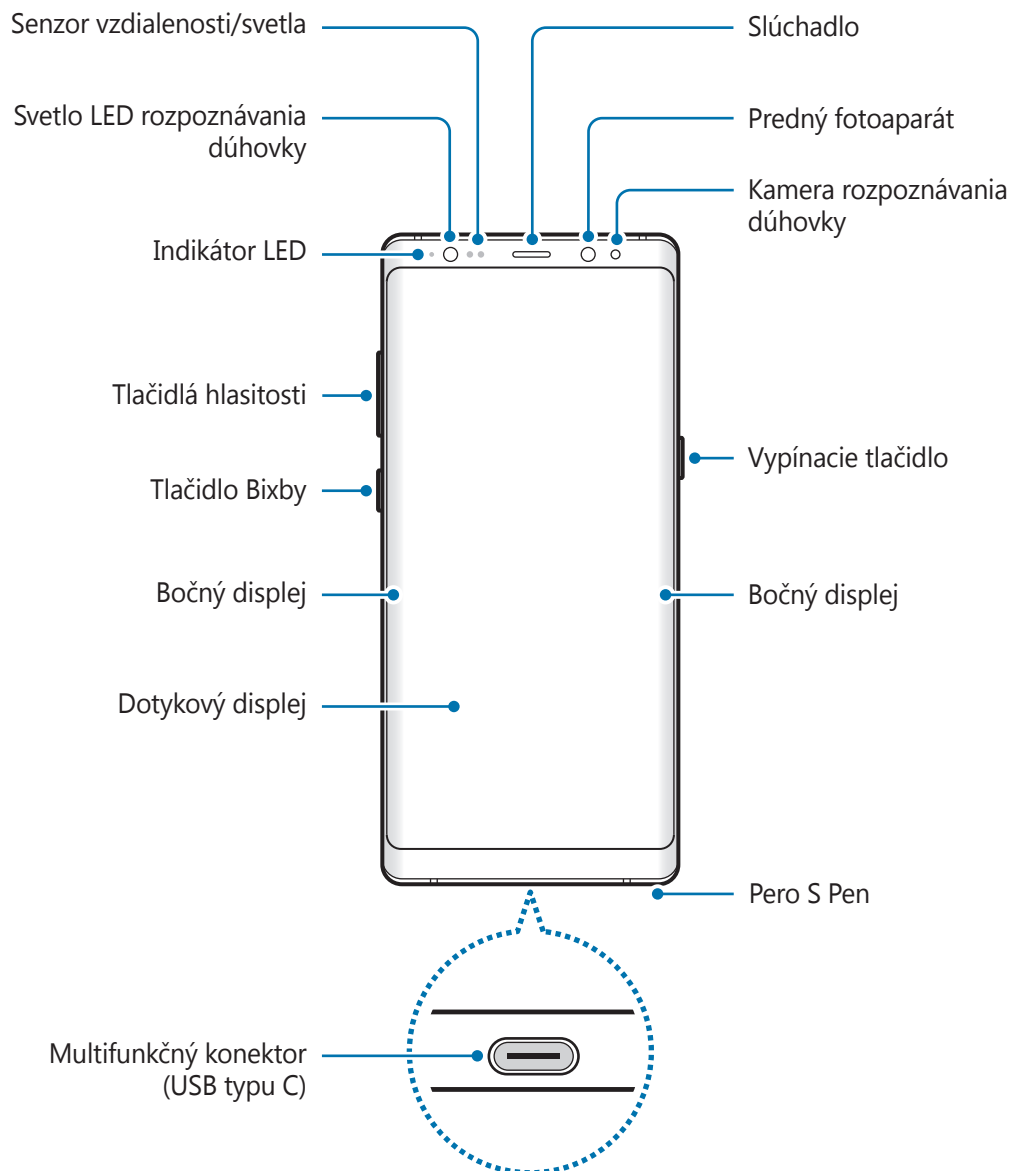 Senzor vzdialenosti/svetla
Svetlo LED rozpoznávania
dúhovky
Indikátor LED
Tlačidlá hlasitosti
Tlačidlo Bixby
Bočný displej
Dotykový displej
Multifunkčný konektor
(USB typu C)
Slúchadlo
Predný fotoaparát
Kamera rozpoznávania
dúhovky
Vypínacie tlačidlo
Bočný displej
Pero S Pen